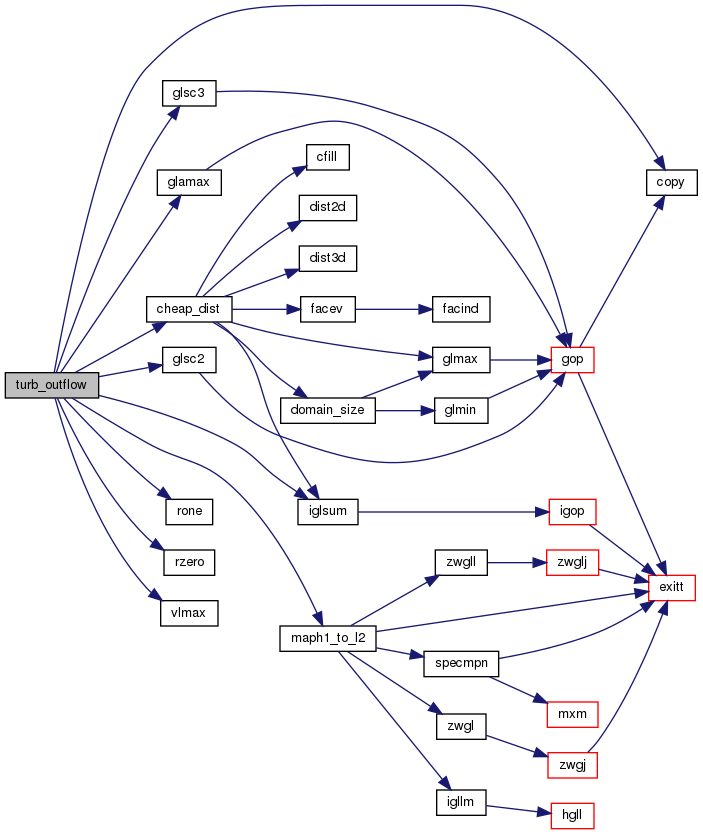 glsc3
cfill
glamax
copy
dist2d
dist3d
cheap_dist
facev
facind
glmax
gop
glsc2
turb_outflow
domain_size
glmin
rone
iglsum
igop
rzero
zwgll
zwglj
exitt
vlmax
maph1_to_l2
specmpn
mxm
zwgl
zwgj
igllm
hgll